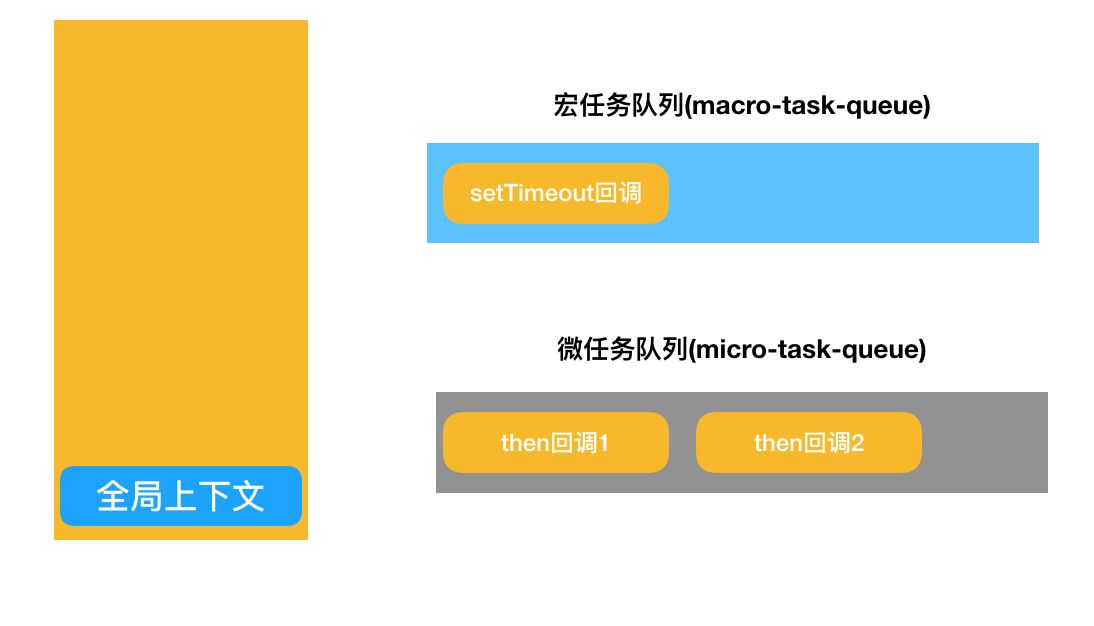 宏任务队列(macro-task-queue)
setTimeout回调
微任务队列(micro-task-queue)
then回调1
then回调2
全局上下文